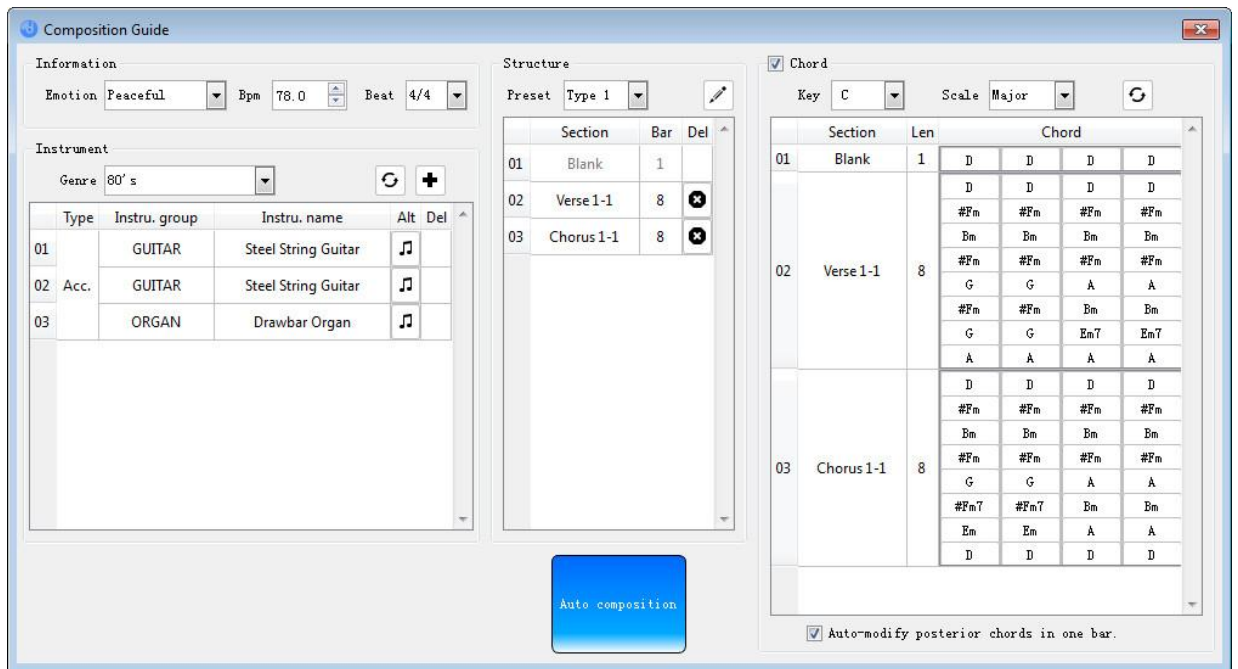 Composition Guide
Information
Emotion Peaceful Bpm 78.0 Beat 4/4
Instrument
Genre 80's
Type Instru. group Instru. name Alt Del
01 GUITAR Steel String Guitar
02 Acc. GUITAR Steel String Guitar
03 ORGAN Drawbar Organ
Structure
Preset Type 1
Section Bar Del
01 Blank 1
02 Verse 1-1 8
03 Chorus 1-1 8
Auto composition
Chord
Key C Scale Major
Section Len Chord
01 Blank 1 D D D D
D D D D
#Fm #Fm #Fm #Fm
Bm Bm Bm Bm
#Fm #Fm #Fm #Fm
02 Verse 1-1 8
G G A A
#Fm #Fm Bm Bm
G G Em7 Em7
A A A A
D D D D
#Fm #Fm #Fm #Fm
Bm Bm Bm Bm
#Fm #Fm #Fm #Fm
03 Chorus 1-1 8
G G A A
#Fm7 #Fm7 Bm Bm
Em Em A A
D D D D
Auto-modify posterior chords in one bar.